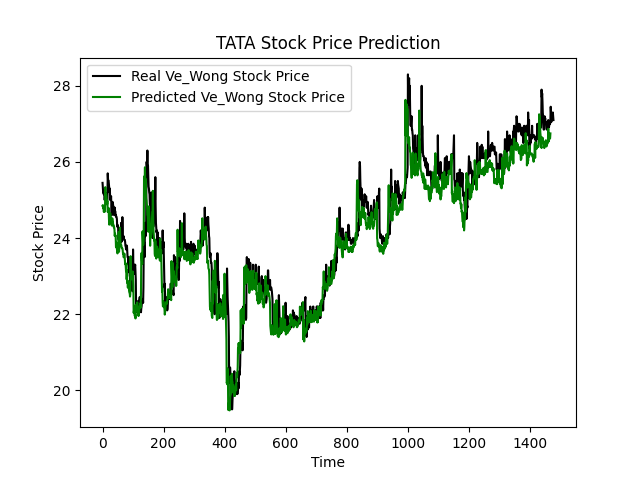 TATA Stock Price Prediction
Real Ve_Wong Stock Price
Predicted Ve_Wong Stock Price
28
26
24
22
20
Stock Price
0 200 400 600 800 1000 1200 1400
Time